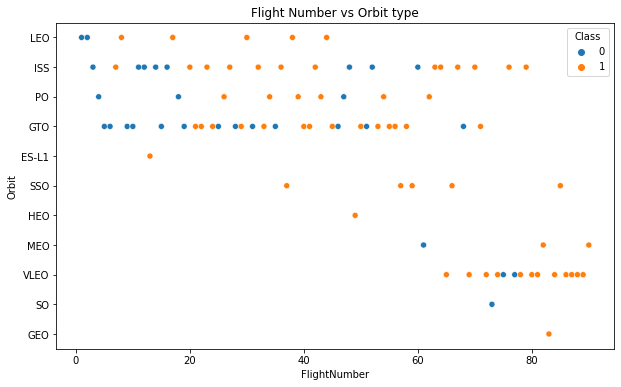 Flight Number vs Orbit type
Class
0
1
LEO
ISS
PO
GTO
ES-L1
SSO
HEO
MEO
VLEO
SO
GEO
Orbit
0 20 40 60 80
FlightNumber